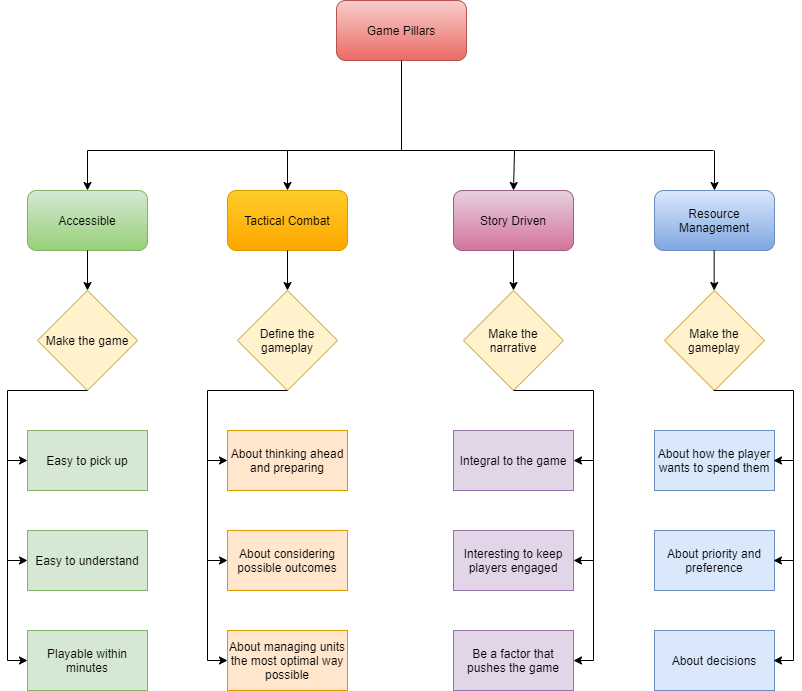 Game Pillars
Accessible
Tactical Combat
Story Driven
Resource
Management
Make the game
Define the
gameplay
Make the
narrative
Make the
gameplay
Easy to pick up
About thinking ahead
and preparing
Integral to the game
About how the player
wants to spend them
Easy to understand
About considering
possible outcomes
Interesting to keep
players engaged
About priority and
preference
Playable within
minutes
About managing units
the most optimal way
possible
Be a factor that
pushes the game
About decisions